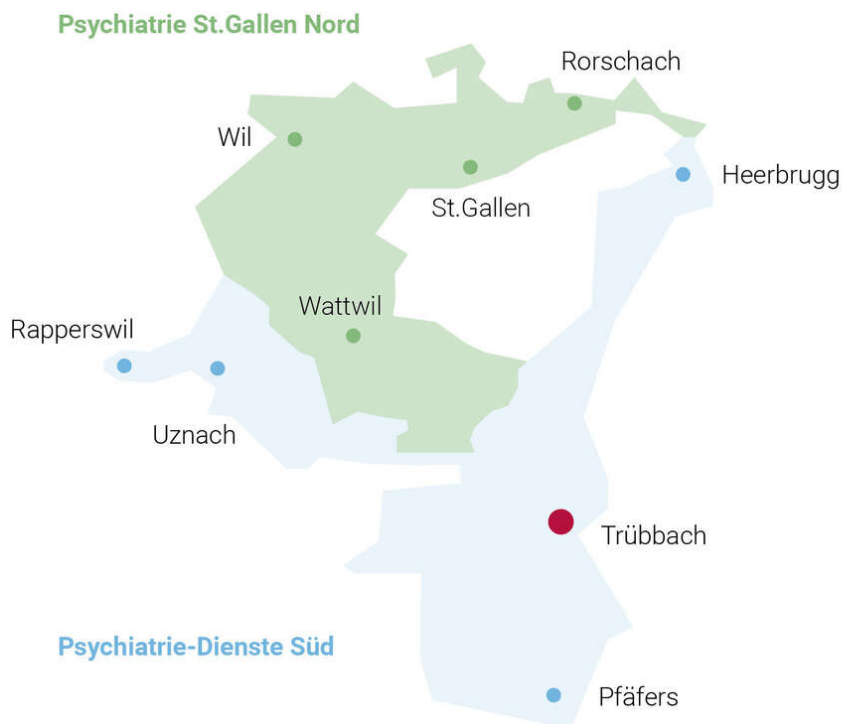 Psychiatrie St.Gallen Nord
Rorschach
Wil
Heerbrugg
St.Gallen
Wattwil
Rapperswil
Uznach
Trübbach
Psychiatrie-Dienste Süd
Pfäfers